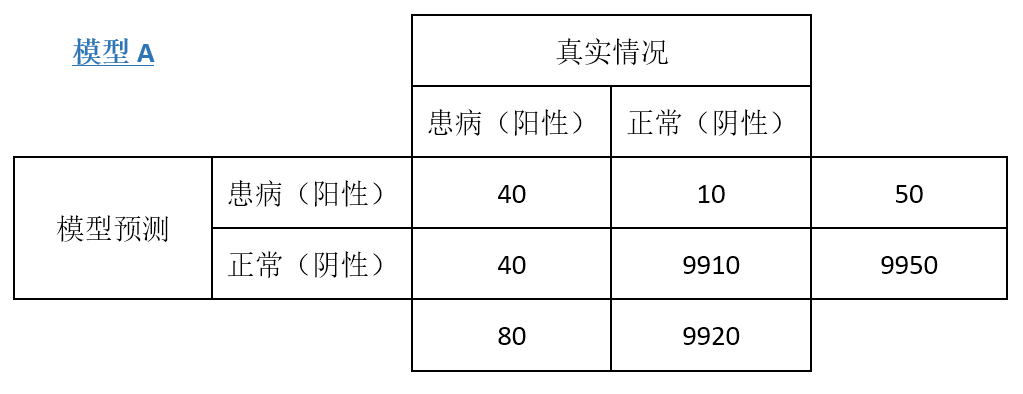 模型 A
真实情况
患病（阳性） 正常（阴性）
模型预测
患病（阳性） 40 10 50
正常（阴性） 40 9910 9950
80 9920